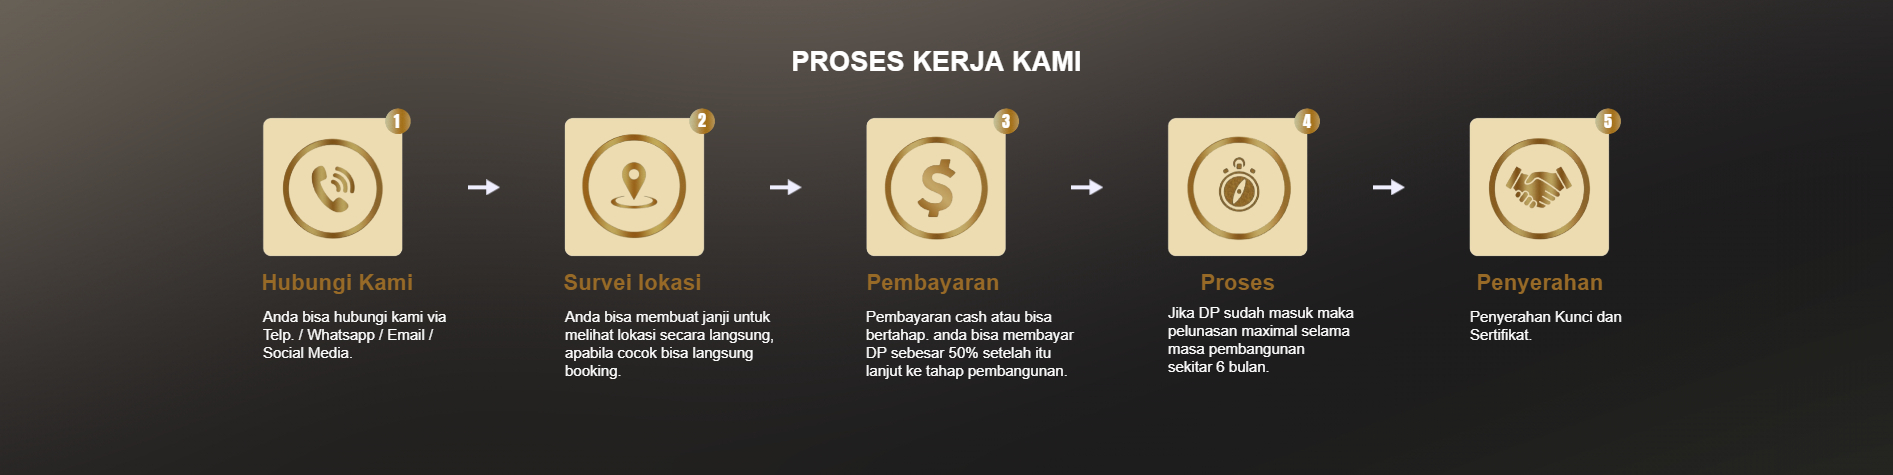 PROSES KERJA KAMI
1
2
3
4
5
Hubungi Kami
Anda bisa hubungi kami via
Telp. / Whatsapp / Email /
Social Media.
Survei lokasi
Anda bisa membuat janji untuk
melihat lokasi secara langsung,
apabila cocok bisa langsung
booking.
Pembayaran
Pembayaran cash atau bisa
bertahap. anda bisa membayar
DP sebesar 50% setelah itu
lanjut ke tahap pembangunan.
Proses
Jika DP sudah masuk maka
pelunasan maximal selama
masa pembangunan
sekitar 6 bulan.
Penyerahan
Penyerahan Kunci dan
Sertifikat.